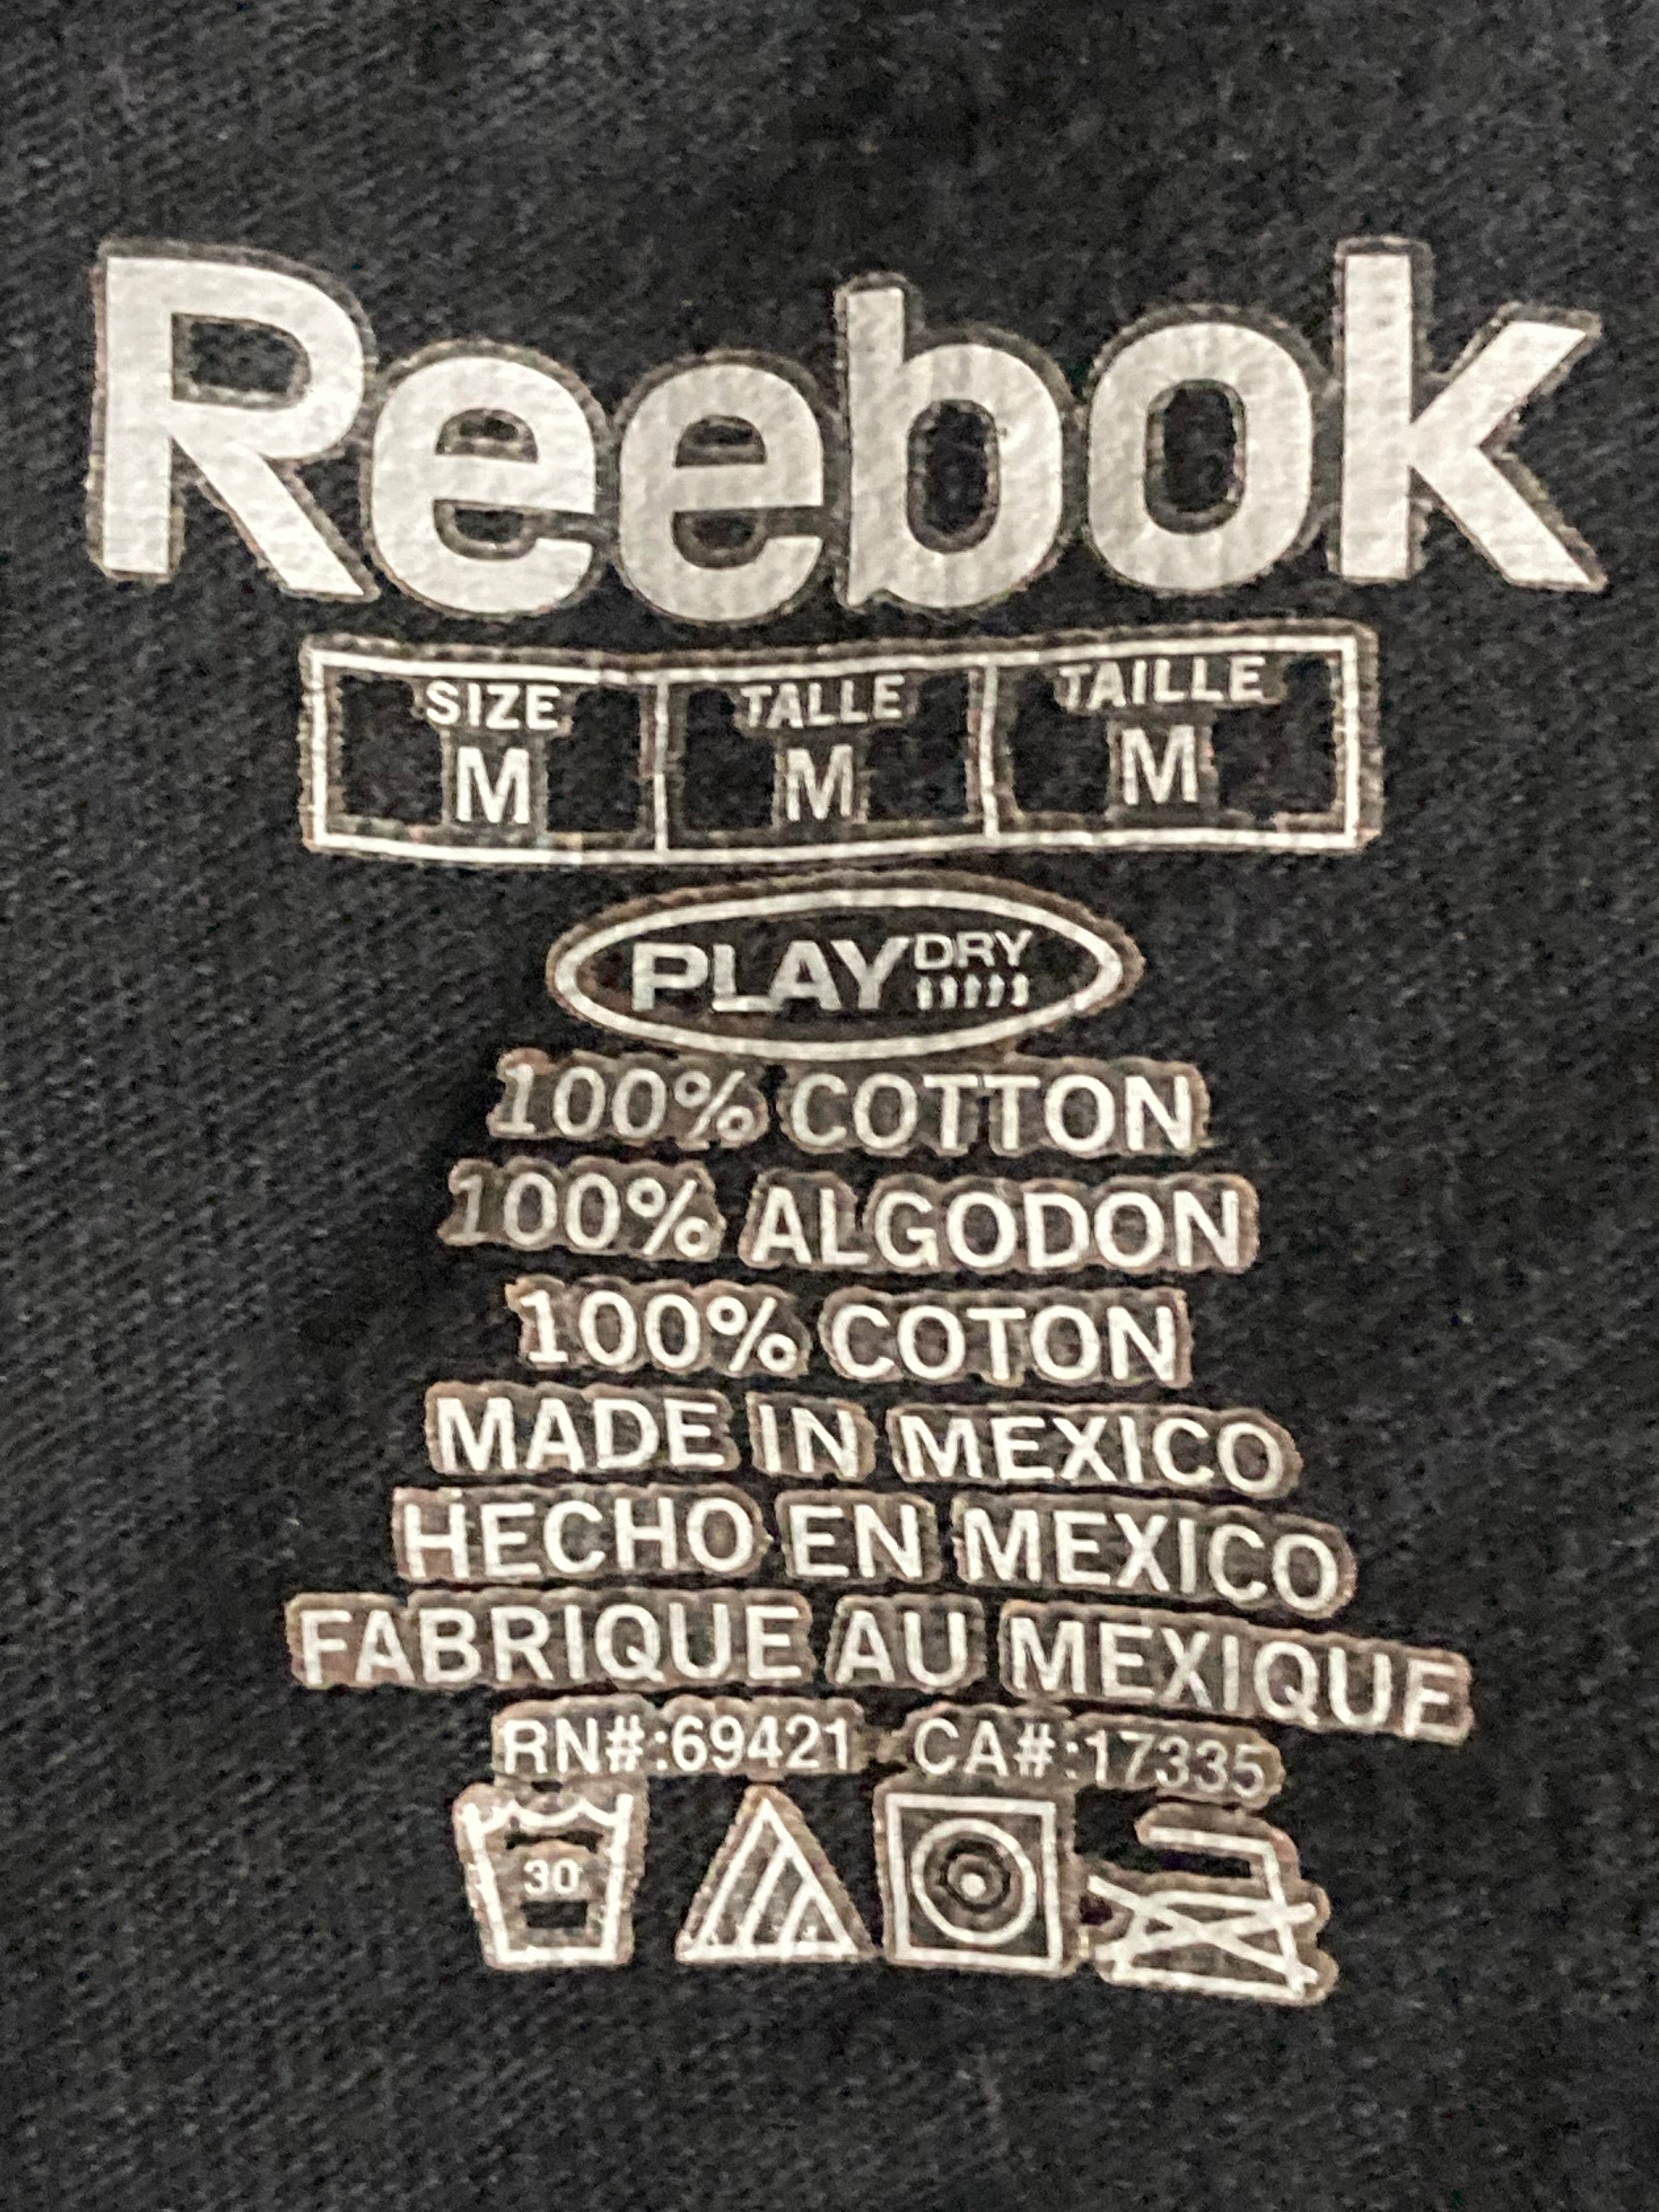 Reebok
SIZE TALLE TAILLE
M M M
PLAY DRY
100% COTTON
100% ALGODON
100% COTON
MADE IN MEXICO
HECHO EN MEXICO
FABRIQUE AU MEXIQUE
RN#:69421 CA#:17335
30